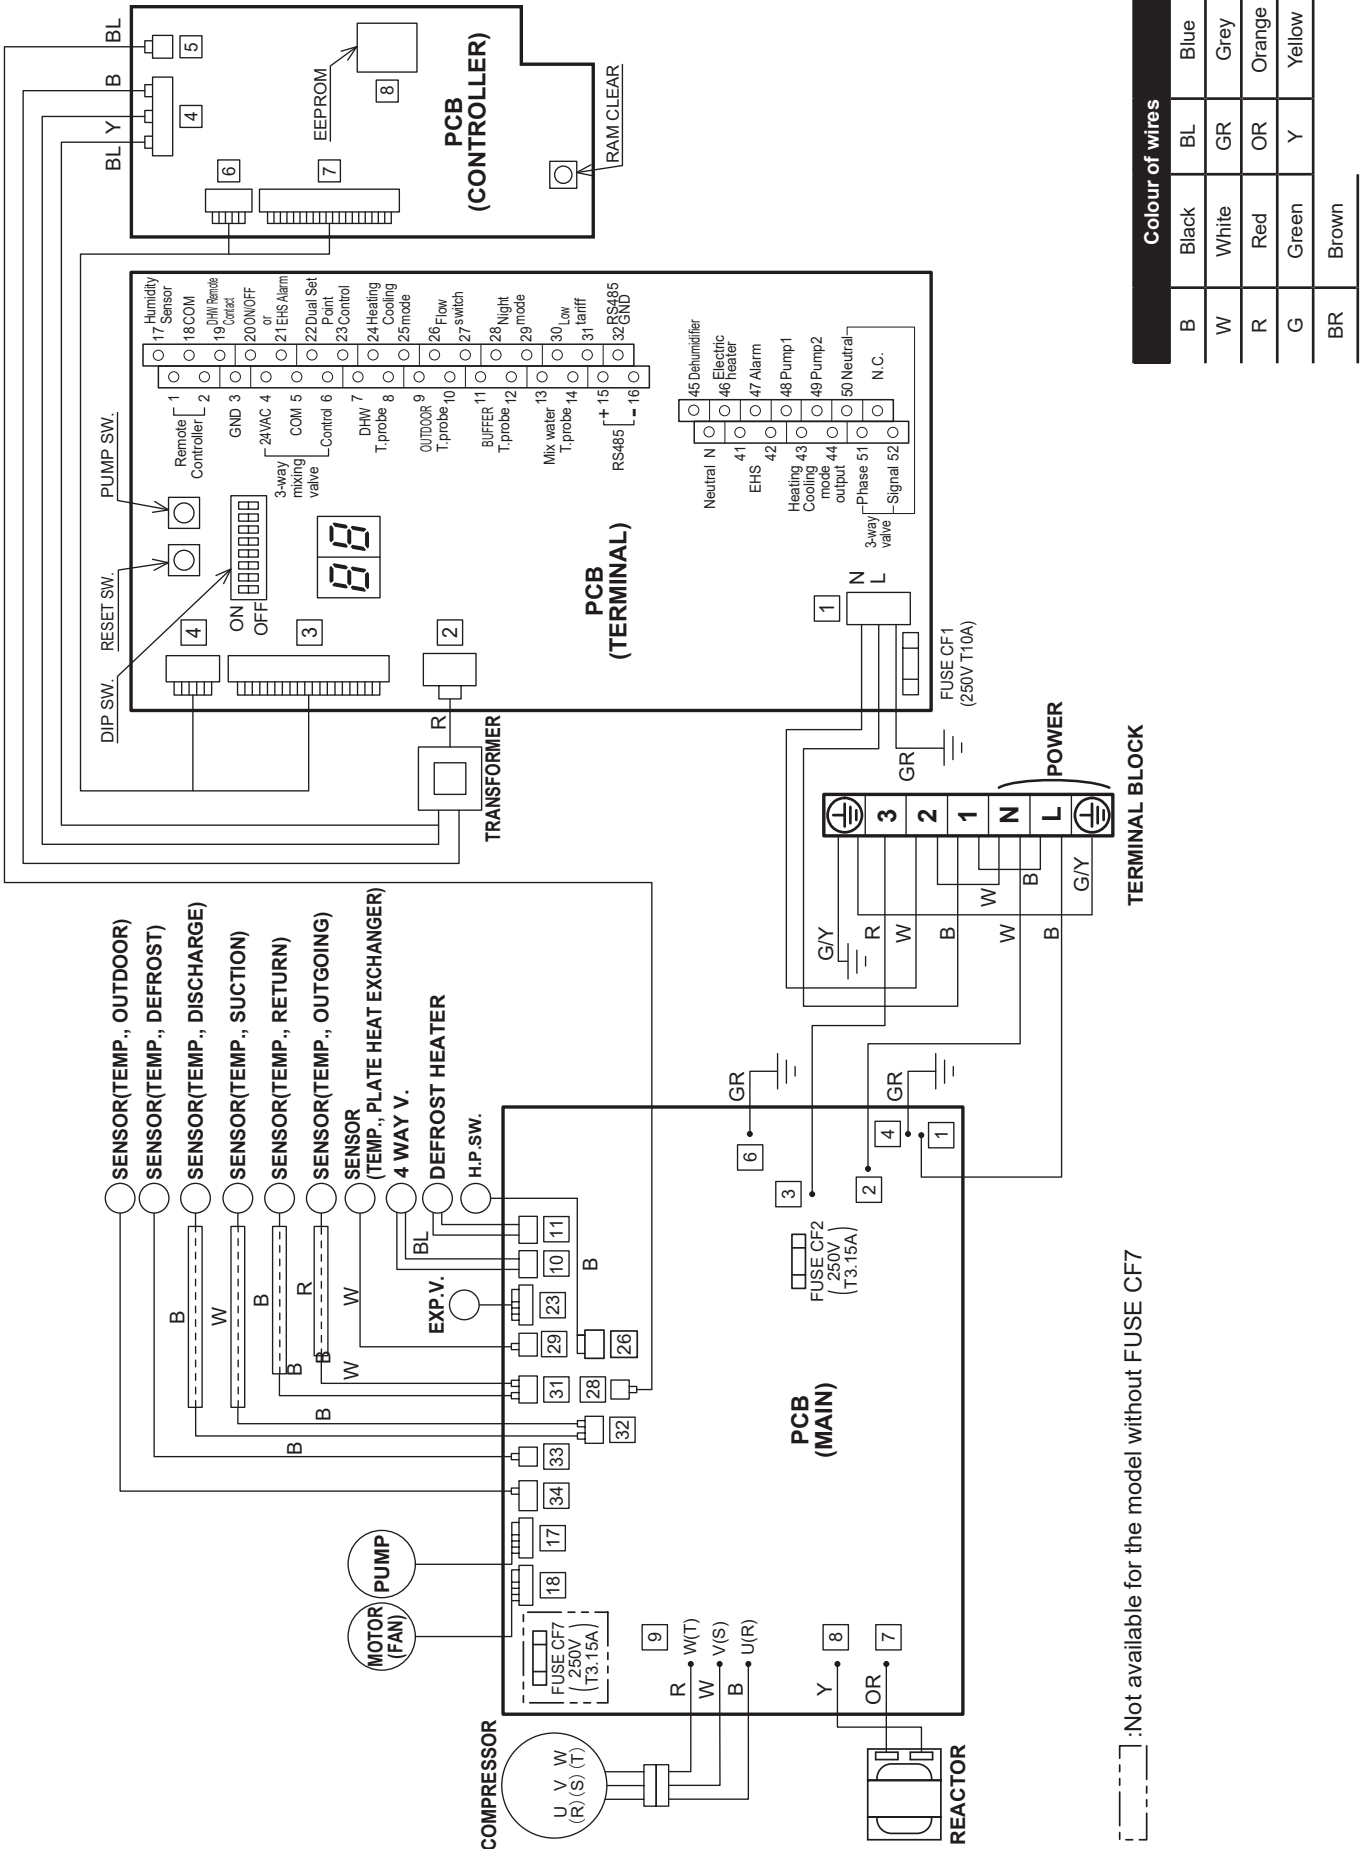 BL
B
Y
BL
5
4
EEPROM
8
6
7
PCB
(CONTROLLER)
RAM CLEAR
Colour of wires
B Black BL Blue
W White GR Grey
R Red OR Orange
G Green Y Yellow
BR Brown
PUMP SW.
RESET SW.
DIP SW.
ON
OFF
4
3
2
R
TRANSFORMER
17 Humidity
Sensor
18 COM
19 DHW Remote
Contact
20 ON/OFF
or
21 EHS Alarm
22 Dual Set
Point
23 Control
24 Heating
Cooling
25 mode
26 Flow
27 switch
28 Night
29 mode
30 Low
31 tariff
32 RS485
GND
1
Remote
Controller 2
GND 3
24VAC 4
COM 5
Control 6
3-way
mixing
valve
7
DHW
T.probe 8
9
OUTDOOR
T.probe 10
11
BUFFER
T.probe 12
13
Mix water
T.probe 14
+ 15
RS485
- 16
PCB
(TERMINAL)
45 Dehumidifier
46 Electric
heater
47 Alarm
48 Pump1
49 Pump2
50 Neutral
N.C.
Neutral N
41
EHS
42
Heating 43
Cooling
mode 44
output
Phase 51
Signal 52
3-way
valve
N
L
1
FUSE CF1
(250V T10A)
GR
POWER
3
2
1
N
L
TERMINAL BLOCK
G/Y
R
W
B
W
B
W
B
G/Y
SENSOR(TEMP., OUTDOOR)
SENSOR(TEMP., DEFROST)
SENSOR(TEMP., DISCHARGE)
SENSOR(TEMP., SUCTION)
SENSOR(TEMP., RETURN)
SENSOR(TEMP., OUTGOING)
SENSOR
(TEMP., PLATE HEAT EXCHANGER)
4 WAY V.
DEFROST HEATER
H.P.SW.
EXP.V.
B
W
B
R
W
BL
B
B
B
W
B
B
11
10
23
29
26
31
28
32
33
34
17
18
PUMP
MOTOR
(FAN)
FUSE CF7
250V
(T3.15A)
PCB
(MAIN)
GR
6
3
2
GR
4
1
FUSE CF2
250V
(T3.15A)
9
W(T)
V(S)
U(R)
R
W
B
8
7
Y
OR
COMPRESSOR
U V W
(R) (S) (T)
REACTOR
:Not available for the model without FUSE CF7